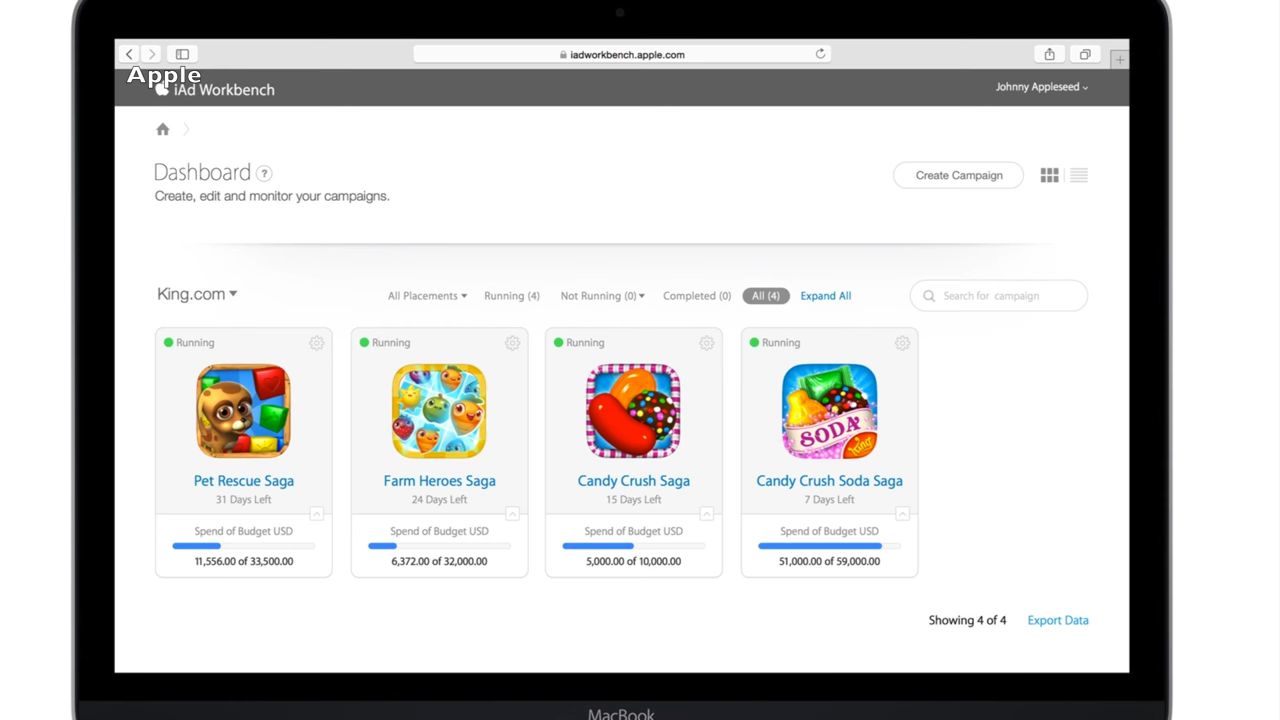 iadworkbench.apple.com
Apple
iAd Workbench
Johnny Appleseed
Dashboard ?
Create, edit and monitor your campaigns.
Create Campaign
King.com
All Placements
Running (4)
Not Running (0)
Completed (0)
All (4)
Expand All
Search for campaign
Running
Running
Running
Running
SODA
King
Pet Rescue Saga
Farm Heroes Saga
Candy Crush Saga
Candy Crush Soda Saga
31 Days Left
24 Days Left
15 Days Left
7 Days Left
Spend of Budget USD
Spend of Budget USD
Spend of Budget USD
Spend of Budget USD
11,556.00 of 33,500.00
6,372.00 of 32,000.00
5,000.00 of 10,000.00
51,000.00 of 59,000.00
Showing 4 of 4
Export Data
MacBook